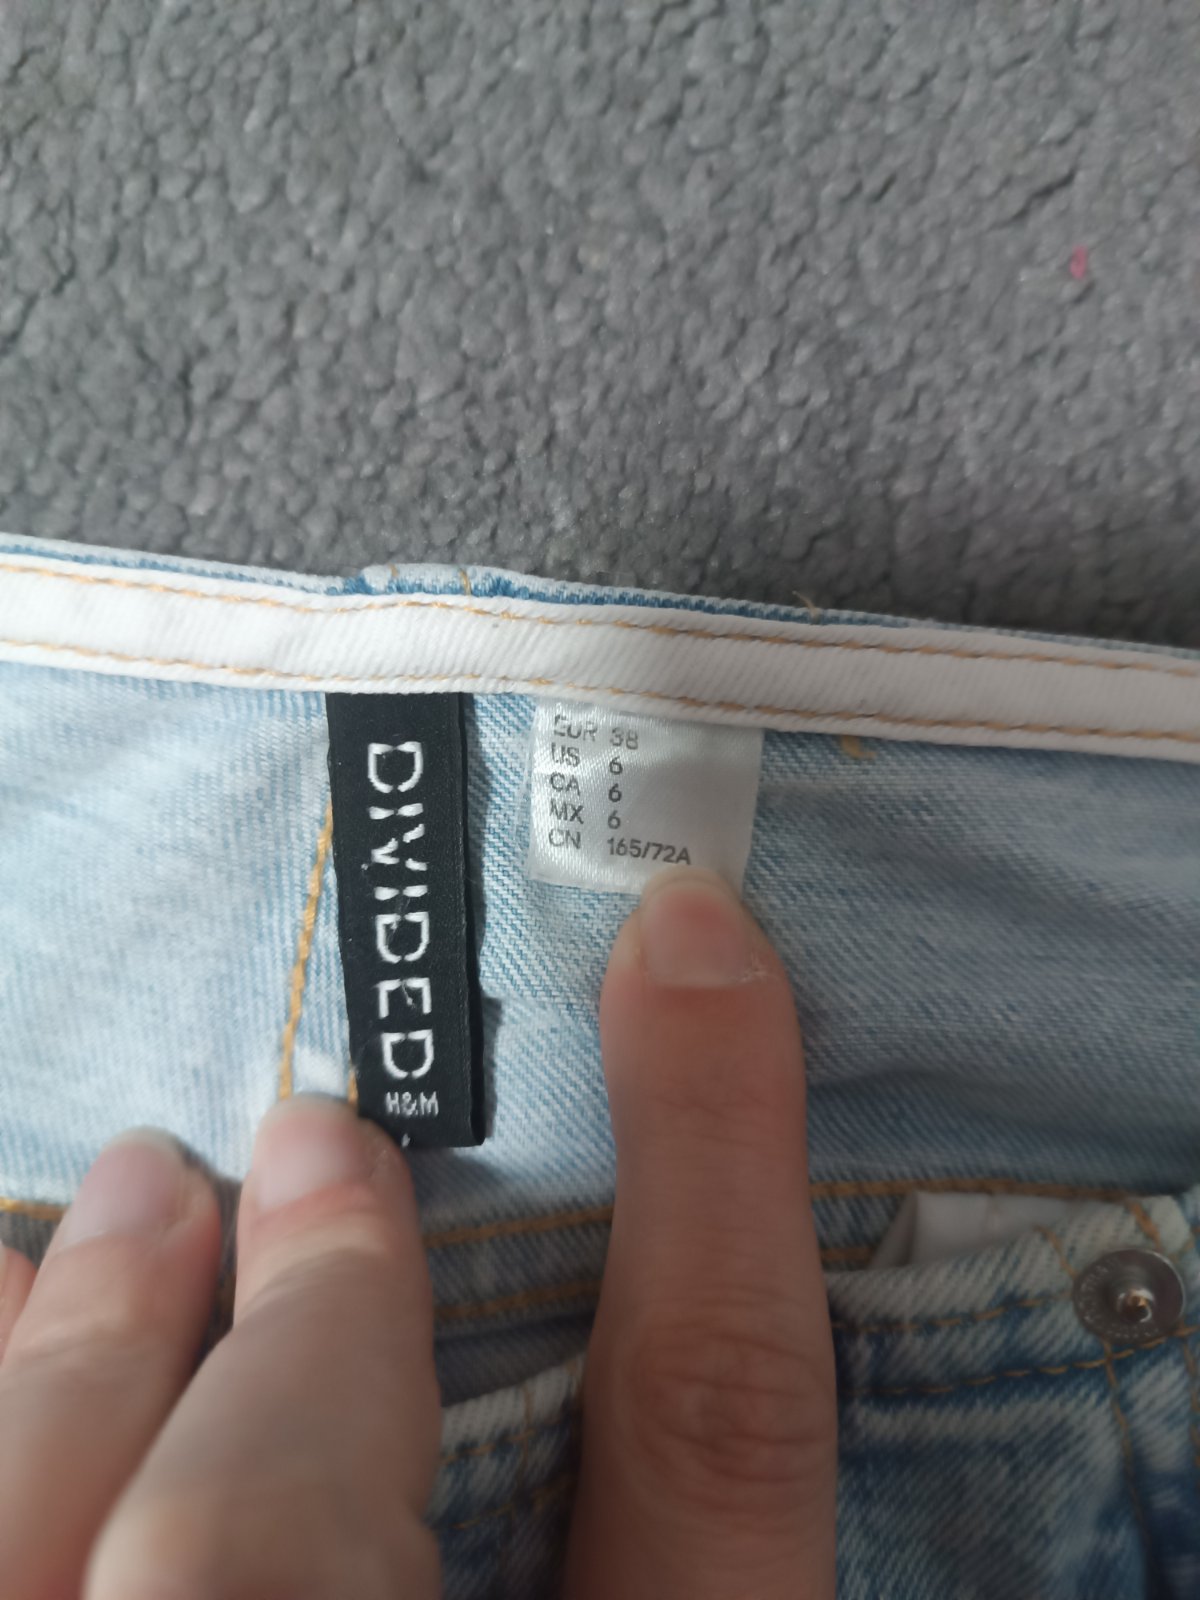 DIVIDED
H&M
EUR 38
US 6
CA 6
MX 6
CN 165/72A